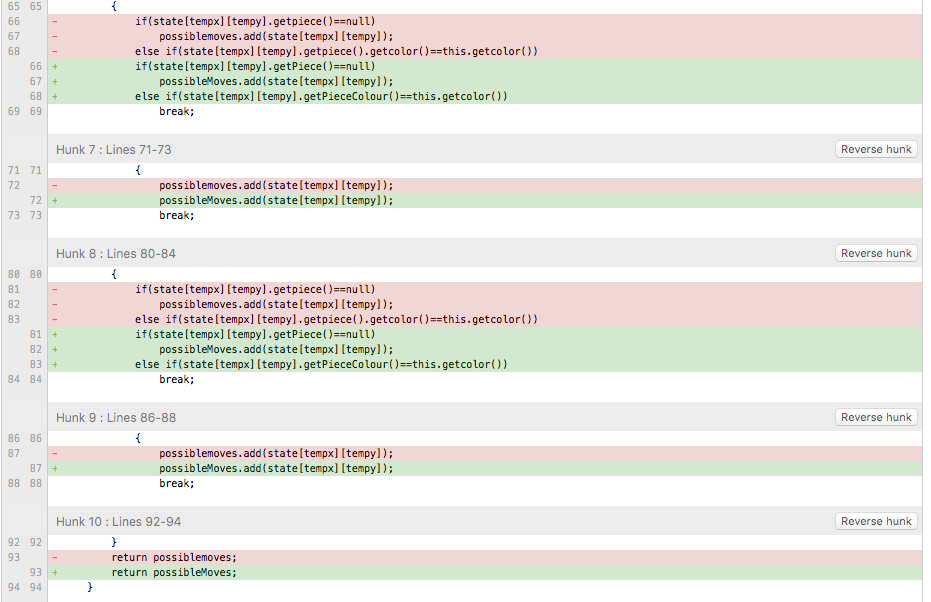 65 65 {
66 - if(state[tempx][tempy].getpiece()==null)
67 - possiblemoves.add(state[tempx][tempy]);
68 - else if(state[tempx][tempy].getpiece().getcolor()==this.getcolor())
66 + if(state[tempx][tempy].getPiece()==null)
67 + possibleMoves.add(state[tempx][tempy]);
68 + else if(state[tempx][tempy].getPieceColour()==this.getcolor())
69 69 break;
Hunk 7 : Lines 71-73 Reverse hunk
71 71 {
72 - possiblemoves.add(state[tempx][tempy]);
72 + possibleMoves.add(state[tempx][tempy]);
73 73 break;
Hunk 8 : Lines 80-84 Reverse hunk
80 80 {
81 - if(state[tempx][tempy].getpiece()==null)
82 - possiblemoves.add(state[tempx][tempy]);
83 - else if(state[tempx][tempy].getpiece().getcolor()==this.getcolor())
81 + if(state[tempx][tempy].getPiece()==null)
82 + possibleMoves.add(state[tempx][tempy]);
83 + else if(state[tempx][tempy].getPieceColour()==this.getcolor())
84 84 break;
Hunk 9 : Lines 86-88 Reverse hunk
86 86 {
87 - possiblemoves.add(state[tempx][tempy]);
87 + possibleMoves.add(state[tempx][tempy]);
88 88 break;
Hunk 10 : Lines 92-94 Reverse hunk
92 92 }
93 - return possiblemoves;
93 + return possibleMoves;
94 94 }